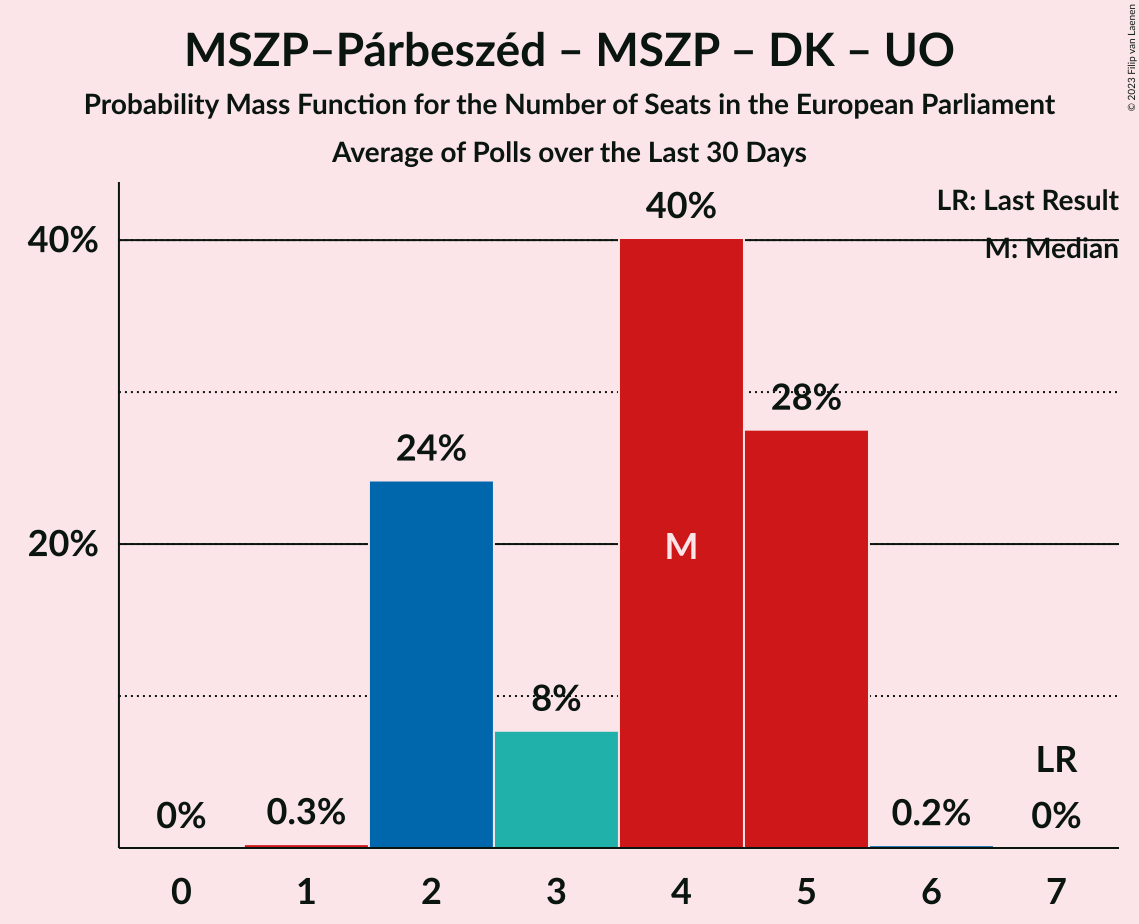 MSZP–Párbeszéd – MSZP – DK – UO
Probability Mass Function for the Number of Seats in the European Parliament
Average of Polls over the Last 30 Days
© 2023 Filip van Laenen
LR: Last Result
M: Median
40%
20%
0%
0.3%
24%
8%
40%
M
28%
0.2%
LR
0%
0 1 2 3 4 5 6 7